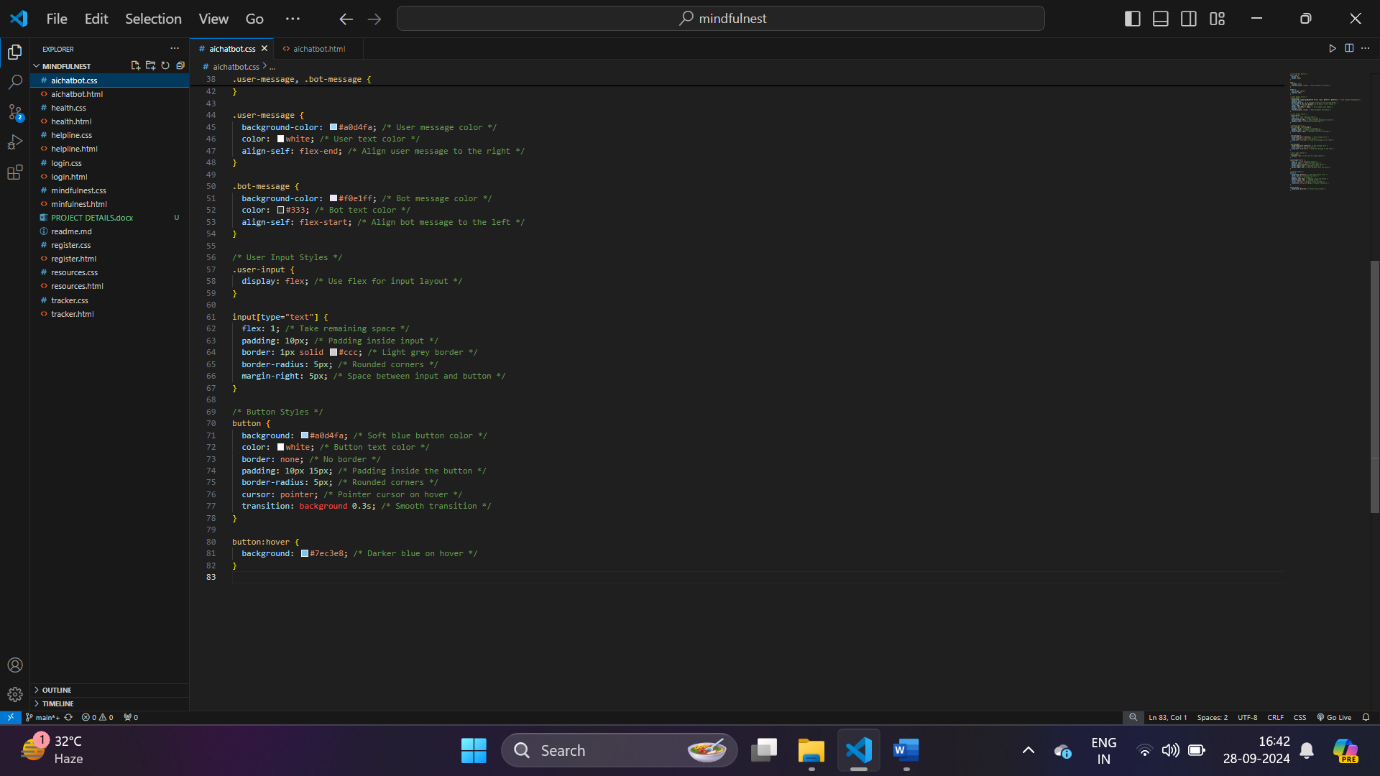 File Edit Selection View Go ··· mindfulnest
EXPLORER ···
MINDFULNEST
# aichatbot.css
<> aichatbot.html
# health.css
<> health.html
# helpline.css
<> helpline.html
# login.css
<> login.html
# mindfulnest.css
<> minfulnest.html
PROJECT DETAILS.docx U
readme.md
# register.css
<> register.html
# resources.css
<> resources.html
# tracker.css
<> tracker.html
OUTLINE
TIMELINE
2
# aichatbot.css <> aichatbot.html
# aichatbot.css > ...
38 .user-message, .bot-message {
42 }
43
44 .user-message {
45 background-color: #a0d4fa; /* User message color */
46 color: white; /* User text color */
47 align-self: flex-end; /* Align user message to the right */
48 }
49
50 .bot-message {
51 background-color: #f0e1ff; /* Bot message color */
52 color: #333; /* Bot text color */
53 align-self: flex-start; /* Align bot message to the left */
54 }
55
56 /* User Input Styles */
57 .user-input {
58 display: flex; /* Use flex for input layout */
59 }
60
61 input[type="text"] {
62 flex: 1; /* Take remaining space */
63 padding: 10px; /* Padding inside input */
64 border: 1px solid #ccc; /* Light grey border */
65 border-radius: 5px; /* Rounded corners */
66 margin-right: 5px; /* Space between input and button */
67 }
68
69 /* Button Styles */
70 button {
71 background: #a0d4fa; /* Soft blue button color */
72 color: white; /* Button text color */
73 border: none; /* No border */
74 padding: 10px 15px; /* Padding inside the button */
75 border-radius: 5px; /* Rounded corners */
76 cursor: pointer; /* Pointer cursor on hover */
77 transition: background 0.3s; /* Smooth transition */
78 }
79
80 button:hover {
81 background: #7ec3e8; /* Darker blue on hover */
82 }
83
main*+ 0 0 0 Ln 83, Col 1 Spaces: 2 UTF-8 CRLF CSS Go Live
1 32°C
Haze
Search
ENG
IN
16:42
28-09-2024
PRE